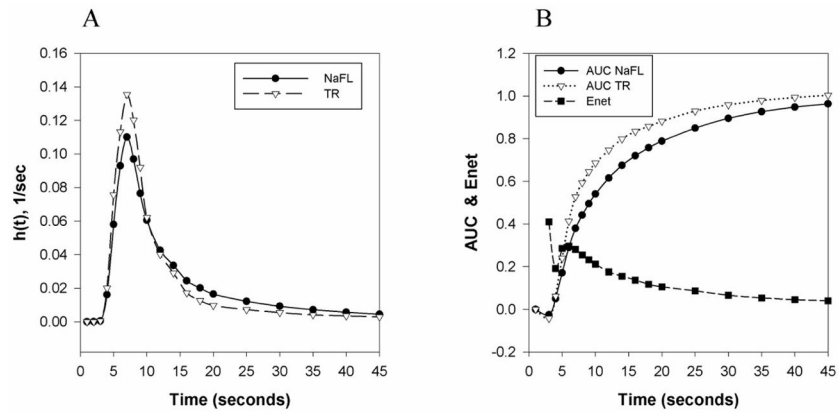 A
h(t), 1/sec
0.16
0.14
0.12
0.10
0.08
0.06
0.04
0.02
0.00
NaFL
TR
0 5 10 15 20 25 30 35 40 45
Time (seconds)
B
AUC & Enet
1.2
1.0
0.8
0.6
0.4
0.2
0.0
-0.2
AUC NaFL
AUC TR
Enet
0 5 10 15 20 25 30 35 40 45
Time (seconds)